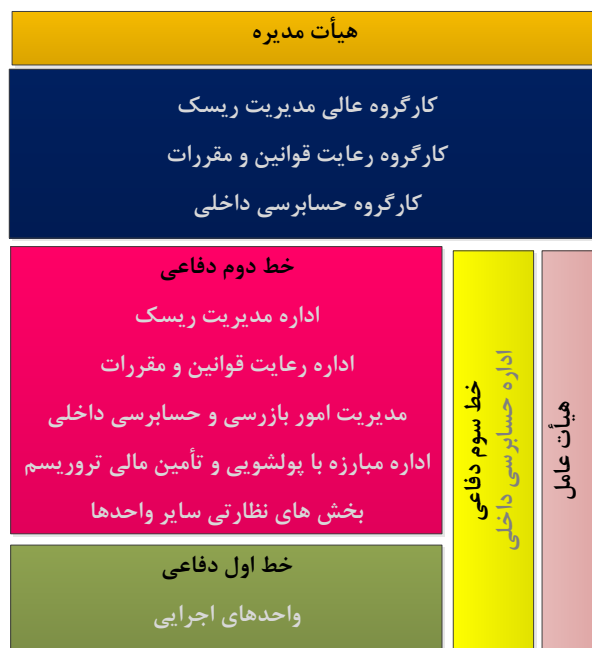 هیأت مدیره
کارگروه عالی مدیریت ریسک
کارگروه رعایت قوانین و مقررات
کارگروه حسابرسی داخلی
هیأت عامل
خط سوم دفاعی
اداره حسابرسی داخلی
خط دوم دفاعی
اداره مدیریت ریسک
اداره رعایت قوانین و مقررات
مدیریت امور بازرسی و حسابرسی داخلی
اداره مبارزه با پولشویی و تأمین مالی تروریسم
بخش های نظارتی سایر واحدها
خط اول دفاعی
واحدهای اجرایی